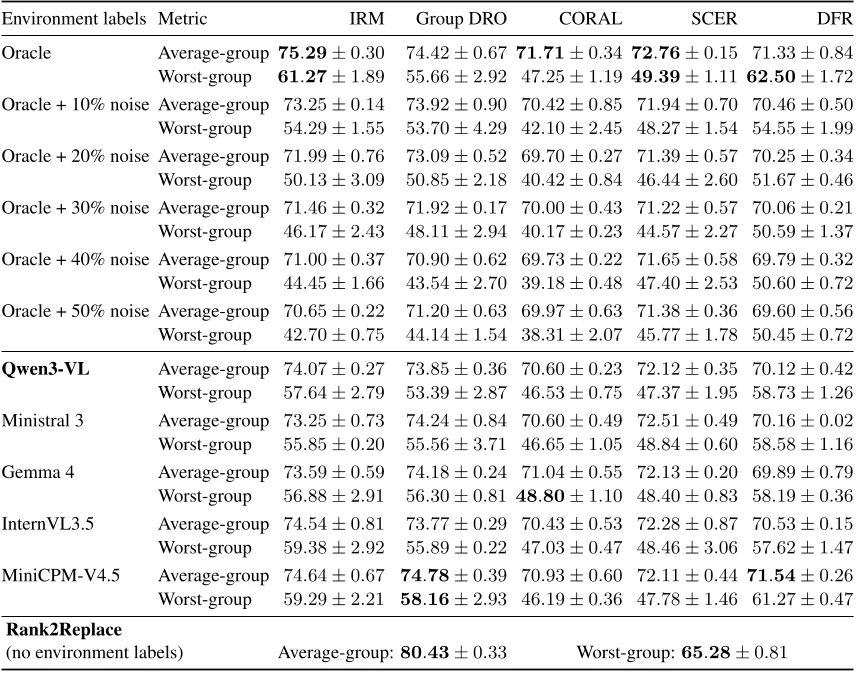 Environment labels Metric IRM Group DRO CORAL SCER DFR
Oracle Average-group 75.29 ± 0.30 74.42 ± 0.67 71.71 ± 0.34 72.76 ± 0.15 71.33 ± 0.84
Worst-group 61.27 ± 1.89 55.66 ± 2.92 47.25 ± 1.19 49.39 ± 1.11 62.50 ± 1.72
Oracle + 10% noise Average-group 73.25 ± 0.14 73.92 ± 0.90 70.42 ± 0.85 71.94 ± 0.70 70.46 ± 0.50
Worst-group 54.29 ± 1.55 53.70 ± 4.29 42.10 ± 2.45 48.27 ± 1.54 54.55 ± 1.99
Oracle + 20% noise Average-group 71.99 ± 0.76 73.09 ± 0.52 69.70 ± 0.27 71.39 ± 0.57 70.25 ± 0.34
Worst-group 50.13 ± 3.09 50.85 ± 2.18 40.42 ± 0.84 46.44 ± 2.60 51.67 ± 0.46
Oracle + 30% noise Average-group 71.46 ± 0.32 71.92 ± 0.17 70.00 ± 0.43 71.22 ± 0.57 70.06 ± 0.21
Worst-group 46.17 ± 2.43 48.11 ± 2.94 40.17 ± 0.23 44.57 ± 2.27 50.59 ± 1.37
Oracle + 40% noise Average-group 71.00 ± 0.37 70.90 ± 0.62 69.73 ± 0.22 71.65 ± 0.58 69.79 ± 0.32
Worst-group 44.45 ± 1.66 43.54 ± 2.70 39.18 ± 0.48 47.40 ± 2.53 50.60 ± 0.72
Oracle + 50% noise Average-group 70.65 ± 0.22 71.20 ± 0.63 69.97 ± 0.63 71.38 ± 0.36 69.60 ± 0.56
Worst-group 42.70 ± 0.75 44.14 ± 1.54 38.31 ± 2.07 45.77 ± 1.78 50.45 ± 0.72
Qwen3-VL Average-group 74.07 ± 0.27 73.85 ± 0.36 70.60 ± 0.23 72.12 ± 0.35 70.12 ± 0.42
Worst-group 57.64 ± 2.79 53.39 ± 2.87 46.53 ± 0.75 47.37 ± 1.95 58.73 ± 1.26
Ministral 3 Average-group 73.25 ± 0.73 74.24 ± 0.84 70.60 ± 0.49 72.51 ± 0.49 70.16 ± 0.02
Worst-group 55.85 ± 0.20 55.56 ± 3.71 46.65 ± 1.05 48.84 ± 0.60 58.58 ± 1.16
Gemma 4 Average-group 73.59 ± 0.59 74.18 ± 0.24 71.04 ± 0.55 72.13 ± 0.20 69.89 ± 0.79
Worst-group 56.88 ± 2.91 56.30 ± 0.81 48.80 ± 1.10 48.40 ± 0.83 58.19 ± 0.36
InternVL3.5 Average-group 74.54 ± 0.81 73.77 ± 0.29 70.43 ± 0.53 72.28 ± 0.87 70.53 ± 0.15
Worst-group 59.38 ± 2.92 55.89 ± 0.22 47.03 ± 0.47 48.46 ± 3.06 57.62 ± 1.47
MiniCPM-V4.5 Average-group 74.64 ± 0.67 74.78 ± 0.39 70.93 ± 0.60 72.11 ± 0.44 71.54 ± 0.26
Worst-group 59.29 ± 2.21 58.16 ± 2.93 46.19 ± 0.36 47.78 ± 1.46 61.27 ± 0.47
Rank2Replace
(no environment labels) Average-group: 80.43 ± 0.33 Worst-group: 65.28 ± 0.81